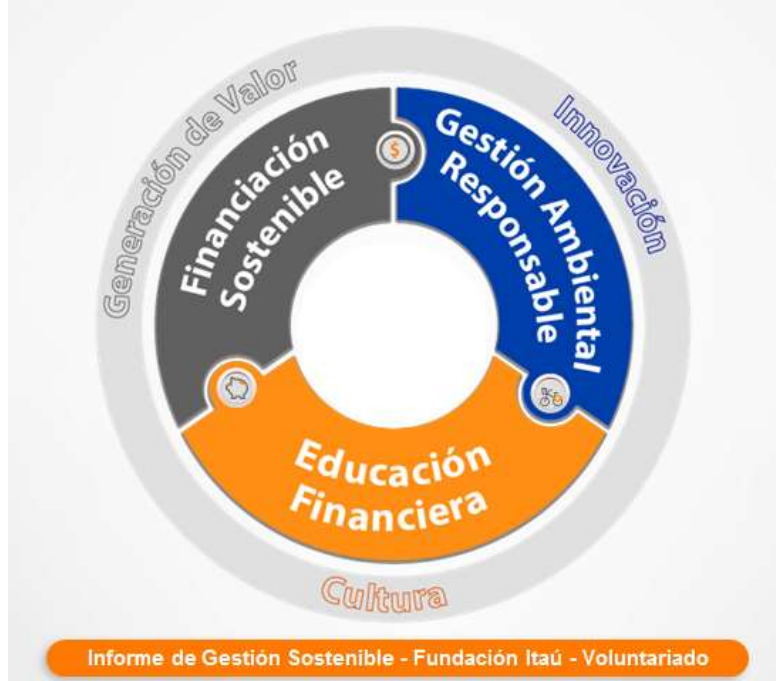 Generación de Valor
Innovación
Financiación
Sostenible
$
Gestión Ambiental
Responsable
Educación
Financiera
Cultura
Informe de Gestión Sostenible - Fundación Itaú - Voluntariado